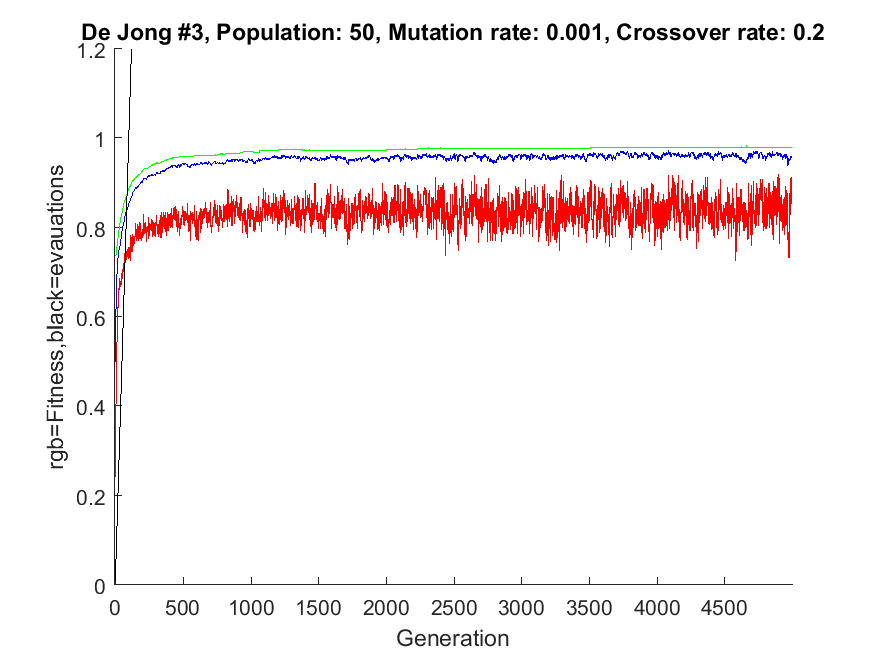 De Jong #3, Population: 50, Mutation rate: 0.001, Crossover rate: 0.2
1.2
1
0.8
0.6
0.4
0.2
0
rgb=Fitness,black=evauations
0 500 1000 1500 2000 2500 3000 3500 4000 4500
Generation